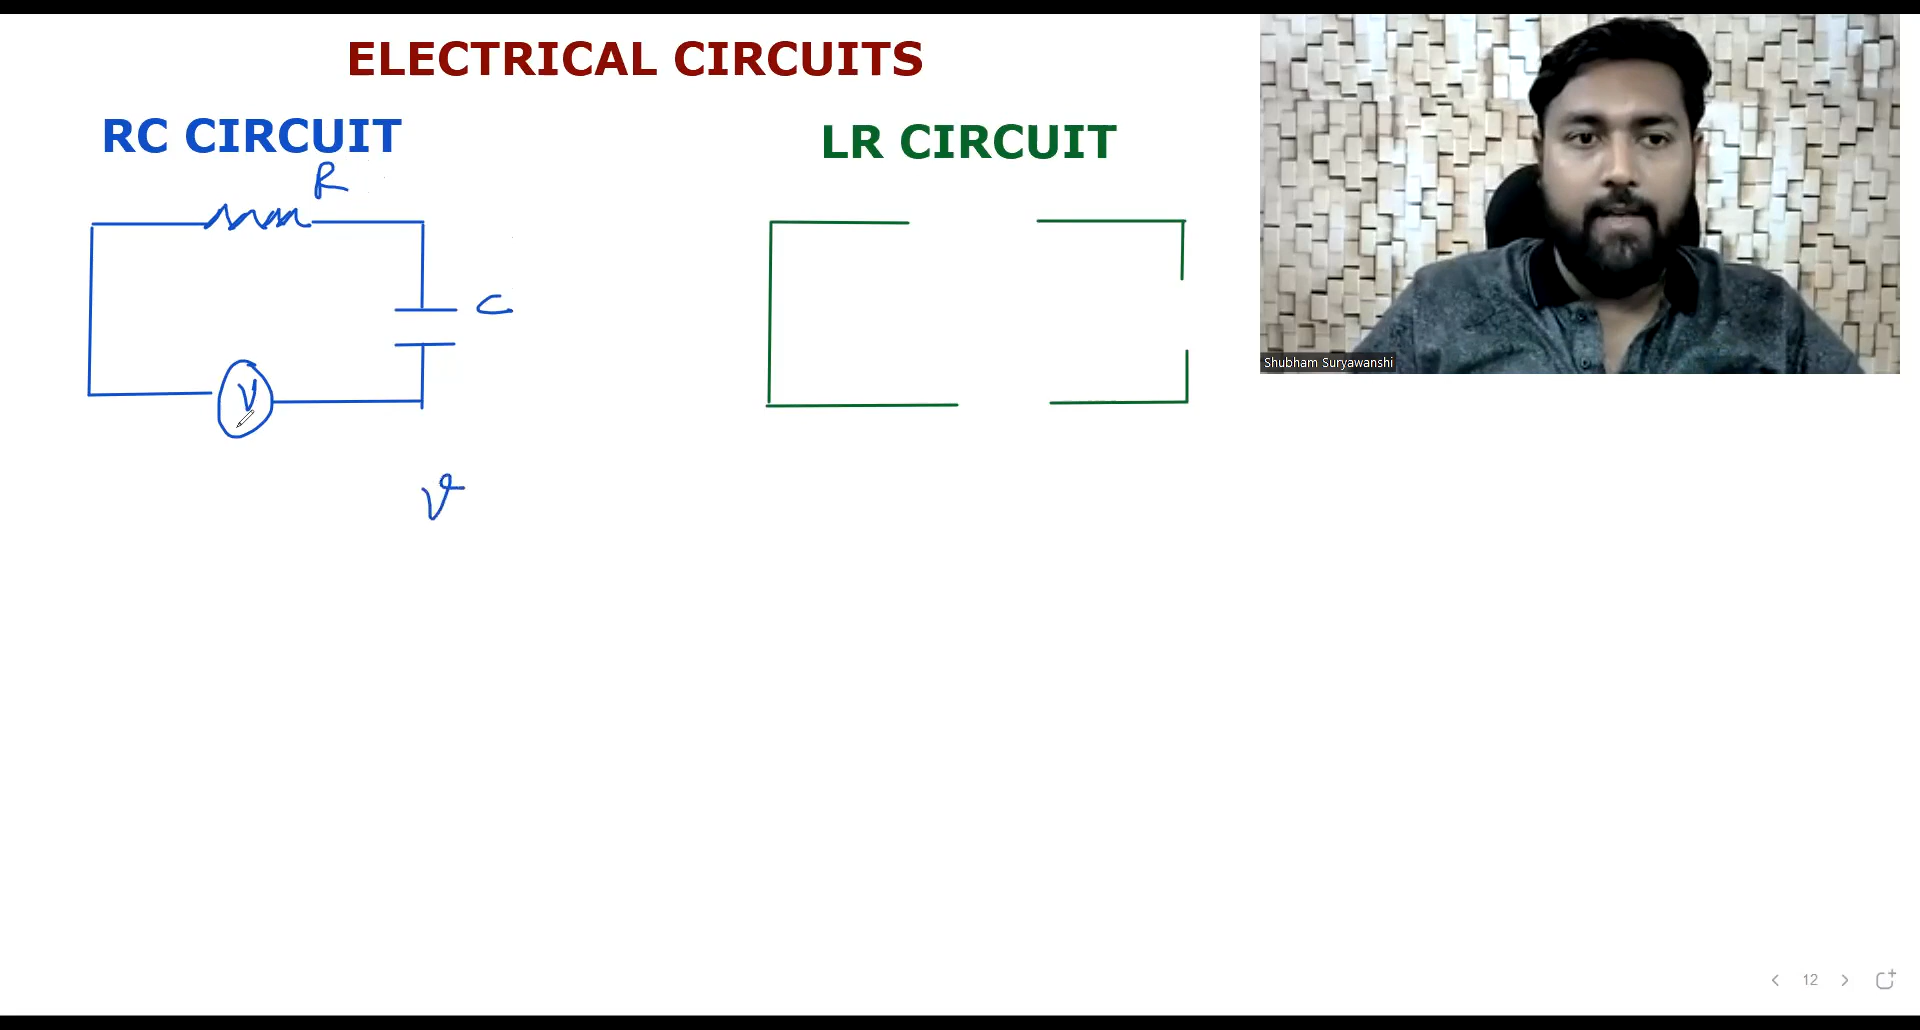 ELECTRICAL CIRCUITS
RC CIRCUIT
LR CIRCUIT
R
C
V
V
Shubham Suryawanshi
12